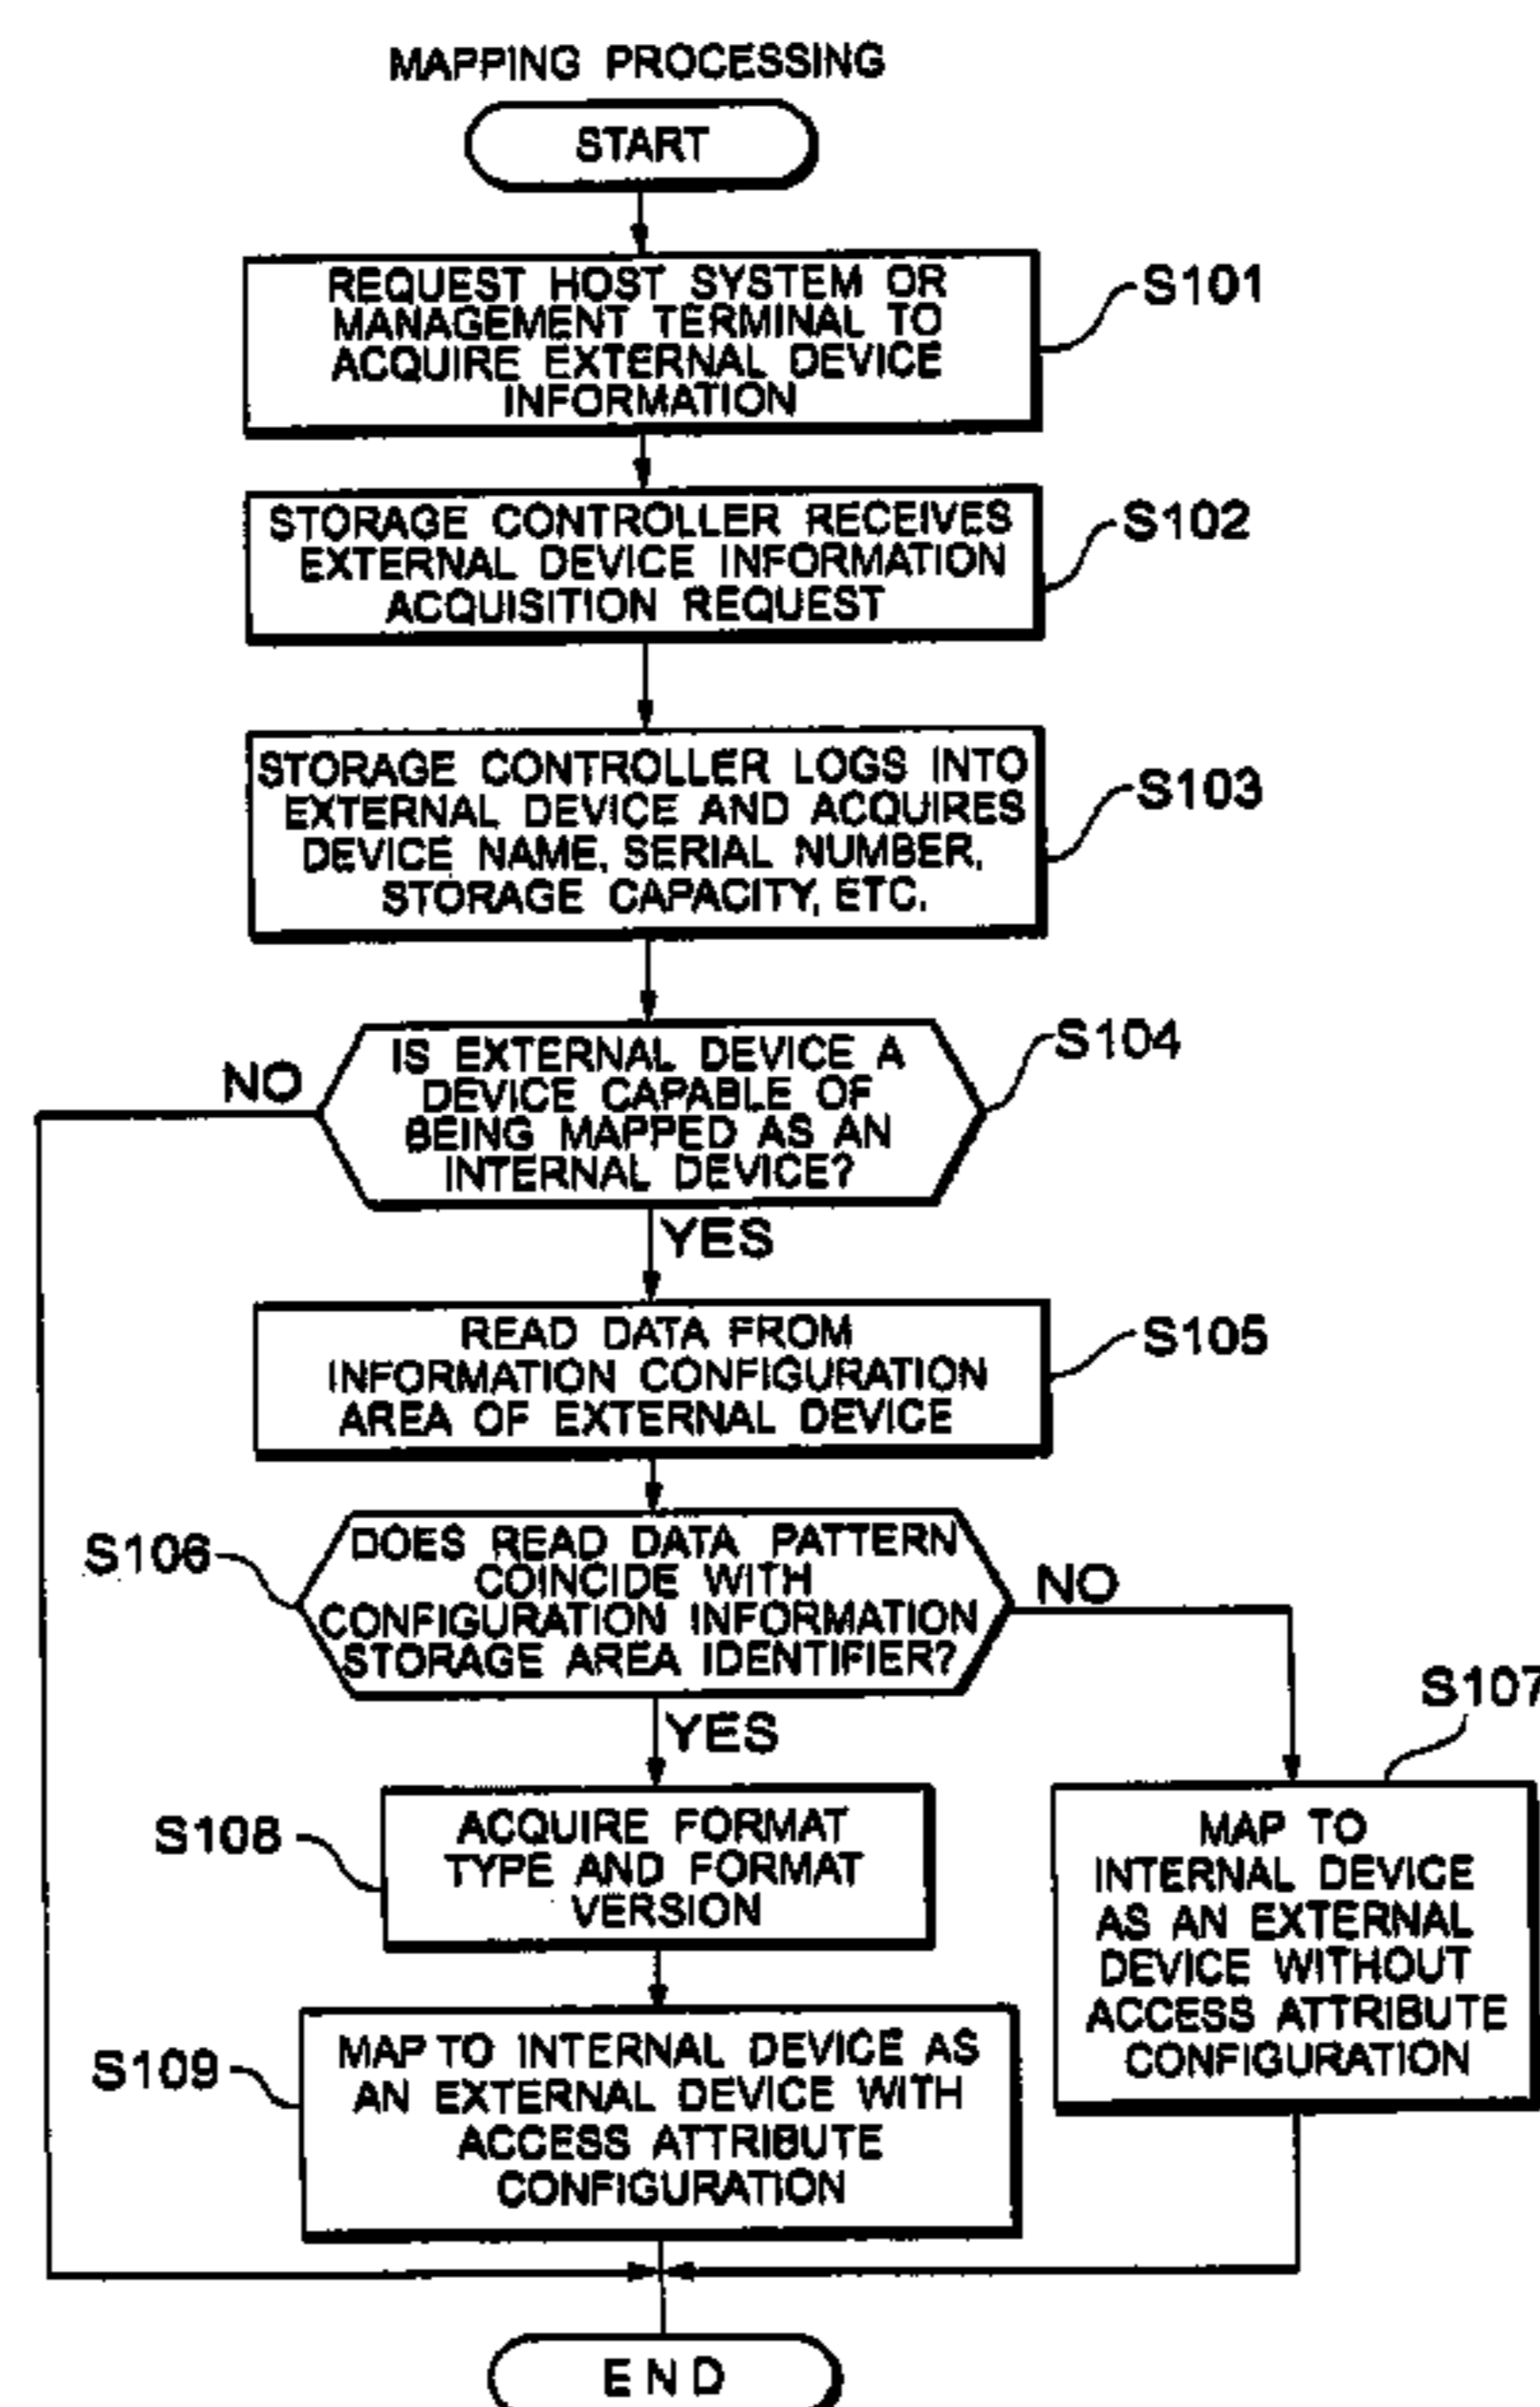 MAPPING PROCESSING
START
REQUEST HOST SYSTEM OR
MANAGEMENT TERMINAL TO
ACQUIRE EXTERNAL DEVICE
INFORMATION
S101
STORAGE CONTROLLER RECEIVES
EXTERNAL DEVICE INFORMATION
ACQUISITION REQUEST
S102
STORAGE CONTROLLER LOGS INTO
EXTERNAL DEVICE AND ACQUIRES
DEVICE NAME, SERIAL NUMBER,
STORAGE CAPACITY, ETC.
S103
IS EXTERNAL DEVICE A
DEVICE CAPABLE OF
BEING MAPPED AS AN
INTERNAL DEVICE?
S104
NO
YES
READ DATA FROM
INFORMATION CONFIGURATION
AREA OF EXTERNAL DEVICE
S105
S106
DOES READ DATA PATTERN
COINCIDE WITH
CONFIGURATION INFORMATION
STORAGE AREA IDENTIFIER?
NO
YES
S107
MAP TO
INTERNAL DEVICE
AS AN EXTERNAL
DEVICE WITHOUT
ACCESS ATTRIBUTE
CONFIGURATION
S108
ACQUIRE FORMAT
TYPE AND FORMAT
VERSION
S109
MAP TO INTERNAL DEVICE AS
AN EXTERNAL DEVICE WITH
ACCESS ATTRIBUTE
CONFIGURATION
END